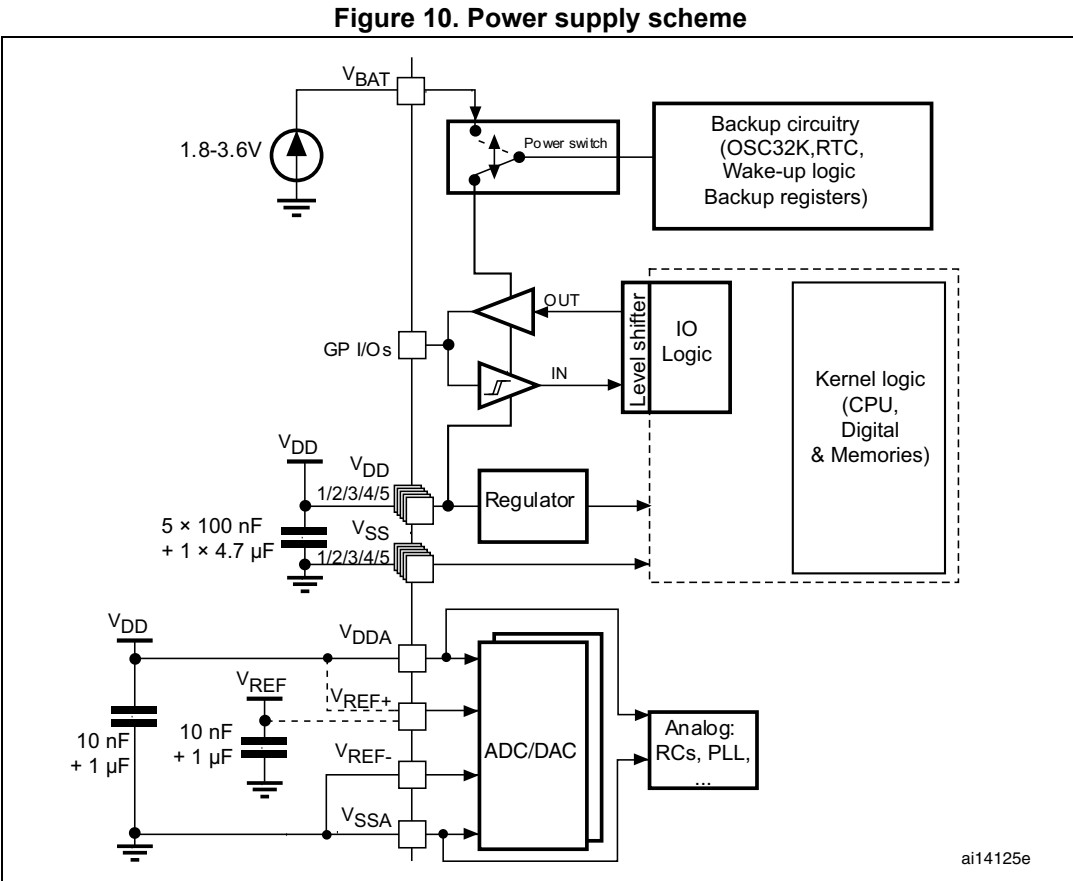 Figure 10. Power supply scheme
VBAT
1.8-3.6V
Power switch
Backup circuitry
(OSC32K,RTC,
Wake-up logic
Backup registers)
OUT
GP I/Os
IN
Level shifter
IO
Logic
Kernel logic
(CPU,
Digital
& Memories)
VDD
VDD
1/2/3/4/5
Regulator
5 × 100 nF
+ 1 × 4.7 µF
VSS
1/2/3/4/5
VDD
VDDA
VREF
VREF+
10 nF
+ 1 µF
10 nF
+ 1 µF
VREF-
VSSA
ADC/DAC
Analog:
RCs, PLL,
...
ai14125e